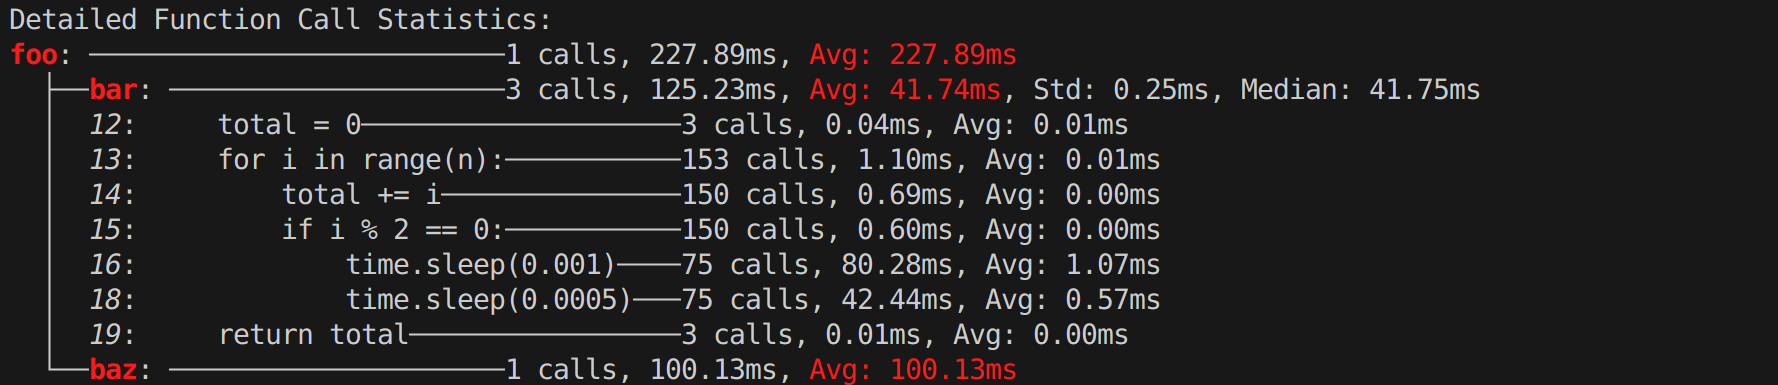 Detailed Function Call Statistics:
foo: 1 calls, 227.89ms, Avg: 227.89ms
bar: 3 calls, 125.23ms, Avg: 41.74ms, Std: 0.25ms, Median: 41.75ms
12: total = 0 3 calls, 0.04ms, Avg: 0.01ms
13: for i in range(n): 153 calls, 1.10ms, Avg: 0.01ms
14: total += i 150 calls, 0.69ms, Avg: 0.00ms
15: if i % 2 == 0: 150 calls, 0.60ms, Avg: 0.00ms
16: time.sleep(0.001) 75 calls, 80.28ms, Avg: 1.07ms
18: time.sleep(0.0005) 75 calls, 42.44ms, Avg: 0.57ms
19: return total 3 calls, 0.01ms, Avg: 0.00ms
baz: 1 calls, 100.13ms, Avg: 100.13ms